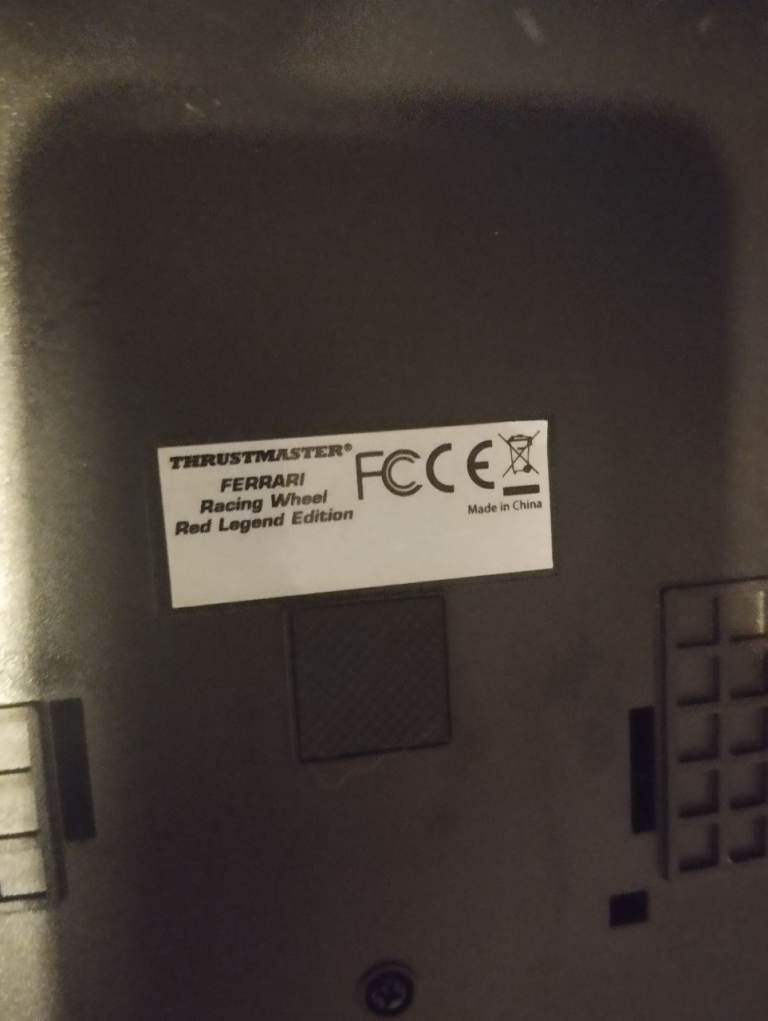 THRUSTMASTER®
FERRARI
Racing Wheel
Red Legend Edition
FC CE
Made in China